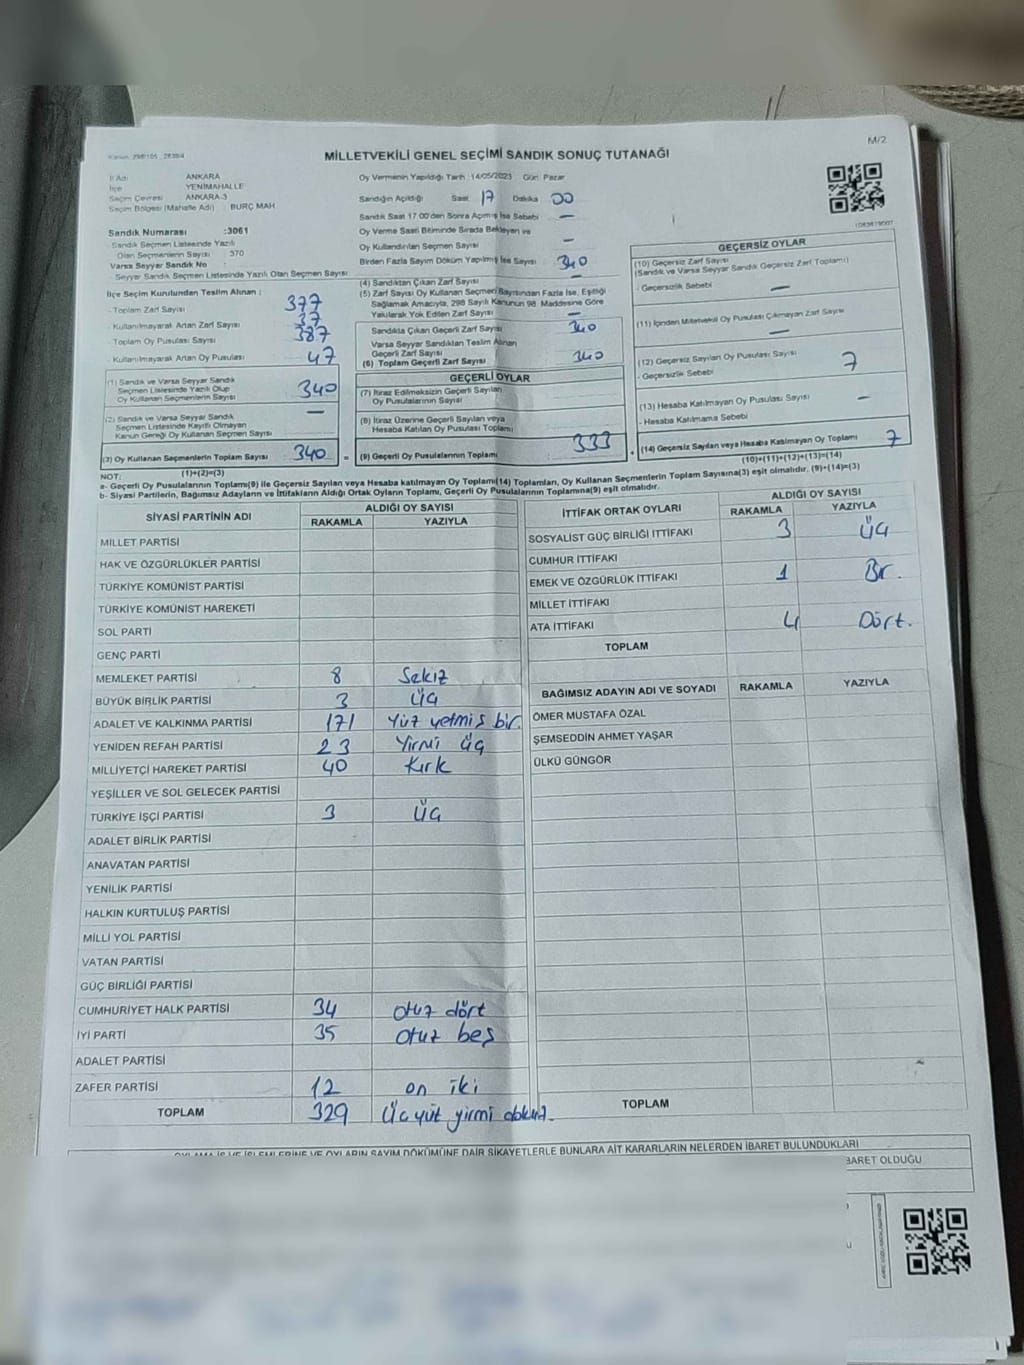 M/2
MİLLETVEKİLİ GENEL SEÇİMİ SANDIK SONUÇ TUTANAĞI
İl Adı ANKARA
İlçe YENİMAHALLE
Seçim Çevresi ANKARA-3
Seçim Bölgesi (Mahalle Adı) : BURÇ MAH.
Sandık Numarası :3061
Sandık Seçmen Listesinde Yazılı
Olan Seçmenlerin Sayısı : 370
Varsa Seyyar Sandık No :
Seyyar Sandık Seçmen Listesinde Yazılı Olan Seçmen Sayısı:
İlçe Seçim Kurulundan Teslim Alınan :
- Toplam Zarf Sayısı 377
- Kullanılmayarak Artan Zarf Sayısı 37
- Toplam Oy Pusulası Sayısı 387
- Kullanılmayarak Artan Oy Pusulası 47
(1) Sandık ve Varsa Seyyar Sandık
Seçmen Listesinde Yazılı Olup
Oy Kullanan Seçmenlerin Sayısı 340
(2) Sandık ve Varsa Seyyar Sandık
Seçmen Listesinde Kayıtlı Olmayan
Kanun Gereği Oy Kullanan Seçmen Sayısı —
(3) Oy Kullanan Seçmenlerin Toplam Sayısı : 340
(1)+(2)=(3)
Oy Vermenin Yapıldığı Tarih : 14/05/2023 Gün: Pazar
Sandığın Açıldığı Saat: 17 Dakika 00
Sandık Saat 17.00'den Sonra Açılmış İse Sebebi : —
Oy Verme Saati Bitiminde Sırada Bekleyen ve
Oy Kullandırılan Seçmen Sayısı —
Birden Fazla Sayım Döküm Yapılmış İse Sayısı : —
(4) Sandıktan Çıkan Zarf Sayısı 340
(5) Zarf Sayısı Oy Kullanan Seçmen Sayısından Fazla İse, Eşitliği
Sağlamak Amacıyla, 298 Sayılı Kanunun 98. Maddesine Göre
Yakılarak Yok Edilen Zarf Sayısı : —
Sandıkta Çıkan Geçerli Zarf Sayısı 340
Varsa Seyyar Sandıktan Teslim Alınan
Geçerli Zarf Sayısı
(6) Toplam Geçerli Zarf Sayısı 340
GEÇERLİ OYLAR
(7) İtiraz Edilmeksizin Geçerli Sayılan
Oy Pusulalarının Sayısı :
(8) İtiraz Üzerine Geçerli Sayılan veya
Hesaba Katılan Oy Pusulası Toplamı :
= (9) Geçerli Oy Pusulalarının Toplamı : 333
GEÇERSİZ OYLAR
(10) Geçersiz Zarf Sayısı
(Sandık ve Varsa Seyyar Sandık Geçersiz Zarf Toplamı) :
- Geçersizlik Sebebi : —
(11) İçinden Milletvekili Oy Pusulası Çıkmayan Zarf Sayısı
—
(12) Geçersiz Sayılan Oy Pusulası Sayısı : 7
- Geçersizlik Sebebi
(13) Hesaba Katılmayan Oy Pusulası Sayısı : —
- Hesaba Katılmama Sebebi :
+ (14) Geçersiz Sayılan veya Hesaba Katılmayan Oy Toplamı : 7
(10)+(11)+(12)+(13)=(14)
NOT:
a- Geçerli Oy Pusulalarının Toplamı(9) ile Geçersiz Sayılan veya Hesaba katılmayan Oy Toplamı(14) Toplamları, Oy Kullanan Seçmenlerin Toplam Sayısına(3) eşit olmalıdır. (9)+(14)=(3)
b- Siyasi Partilerin, Bağımsız Adayların ve İttifakların Aldığı Ortak Oyların Toplamı, Geçerli Oy Pusulalarının Toplamına(9) eşit olmalıdır.
SİYASİ PARTİNİN ADI ALDIĞI OY SAYISI
RAKAMLA YAZIYLA
MİLLET PARTİSİ
HAK VE ÖZGÜRLÜKLER PARTİSİ
TÜRKİYE KOMÜNİST PARTİSİ
TÜRKİYE KOMÜNİST HAREKETİ
SOL PARTİ
GENÇ PARTİ
MEMLEKET PARTİSİ 8 Sekiz
BÜYÜK BİRLİK PARTİSİ 3 üç
ADALET VE KALKINMA PARTİSİ 171 Yüz yetmiş bir.
YENİDEN REFAH PARTİSİ 23 Yirmi üç
MİLLİYETÇİ HAREKET PARTİSİ 40 Kırk
YEŞİLLER VE SOL GELECEK PARTİSİ
TÜRKİYE İŞÇİ PARTİSİ 3 üç
ADALET BİRLİK PARTİSİ
ANAVATAN PARTİSİ
YENİLİK PARTİSİ
HALKIN KURTULUŞ PARTİSİ
MİLLİ YOL PARTİSİ
VATAN PARTİSİ
GÜÇ BİRLİĞİ PARTİSİ
CUMHURİYET HALK PARTİSİ 34 otuz dört
İYİ PARTİ 35 otuz beş
ADALET PARTİSİ
ZAFER PARTİSİ 12 on iki
TOPLAM 329 Üç yüz yirmi dokuz.
İTTİFAK ORTAK OYLARI ALDIĞI OY SAYISI
RAKAMLA YAZIYLA
SOSYALİST GÜÇ BİRLİĞİ İTTİFAKI 3 üç
CUMHUR İTTİFAKI
EMEK VE ÖZGÜRLÜK İTTİFAKI 1 Bir.
MİLLET İTTİFAKI
ATA İTTİFAKI 4 Dört.
TOPLAM
BAĞIMSIZ ADAYIN ADI VE SOYADI RAKAMLA YAZIYLA
ÖMER MUSTAFA ÖZAL
ŞEMSEDDİN AHMET YAŞAR
ÜLKÜ GÜNGÖR
TOPLAM
OYLAMA İŞ VE İŞLEMLERİNE VE OYLARIN SAYIM DÖKÜMÜNE DAİR ŞİKAYETLERLE BUNLARA AİT KARARLARIN NELERDEN İBARET BULUNDUKLARI
BARET OLDUĞU